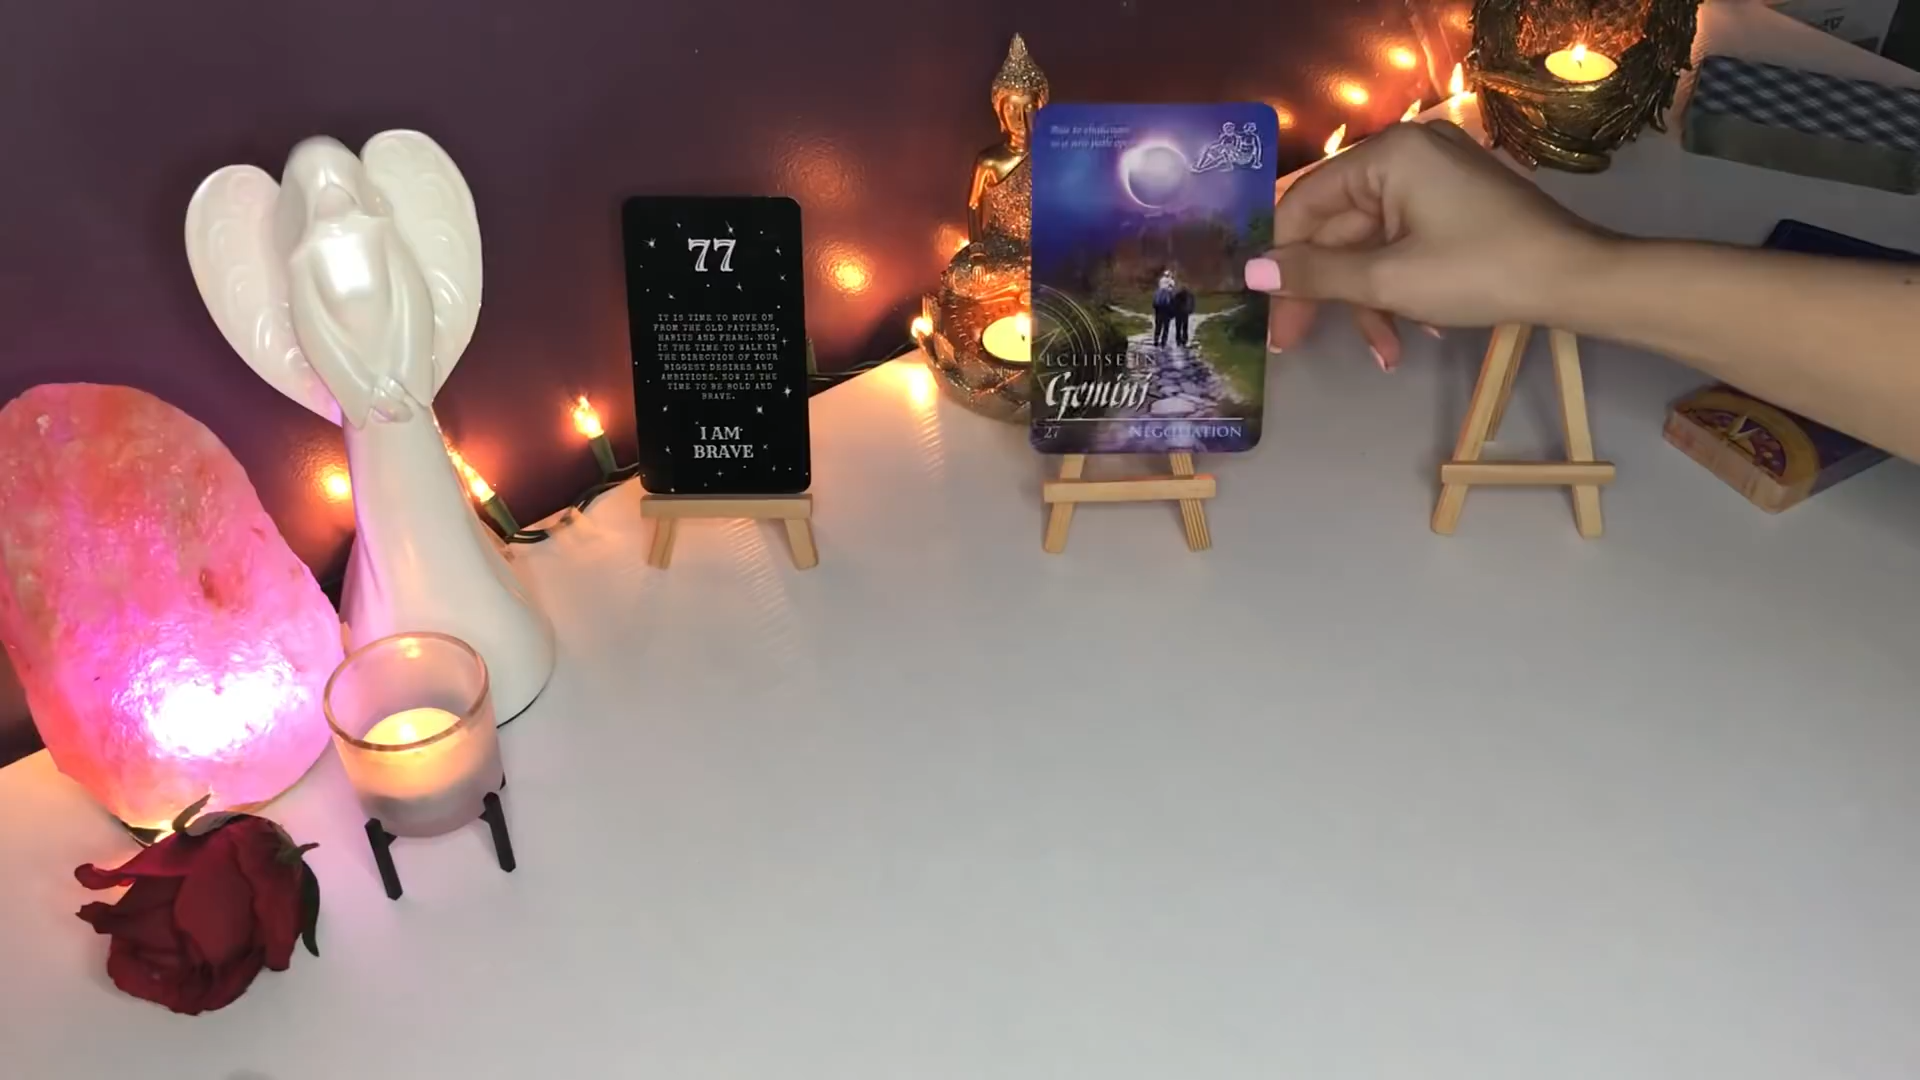 77
IT IS TIME TO MOVE ON
FROM THE OLD PATTERNS,
HABITS AND FEARS. NOW
IS THE TIME TO WALK IN
THE DIRECTION OF YOUR
BIGGEST DESIRES AND
AMBITIONS. NOW IS THE
TIME TO BE BOLD AND
BRAVE.
I AM
BRAVE
ECLIPSE IN
Gemini
27 NEGOTIATION